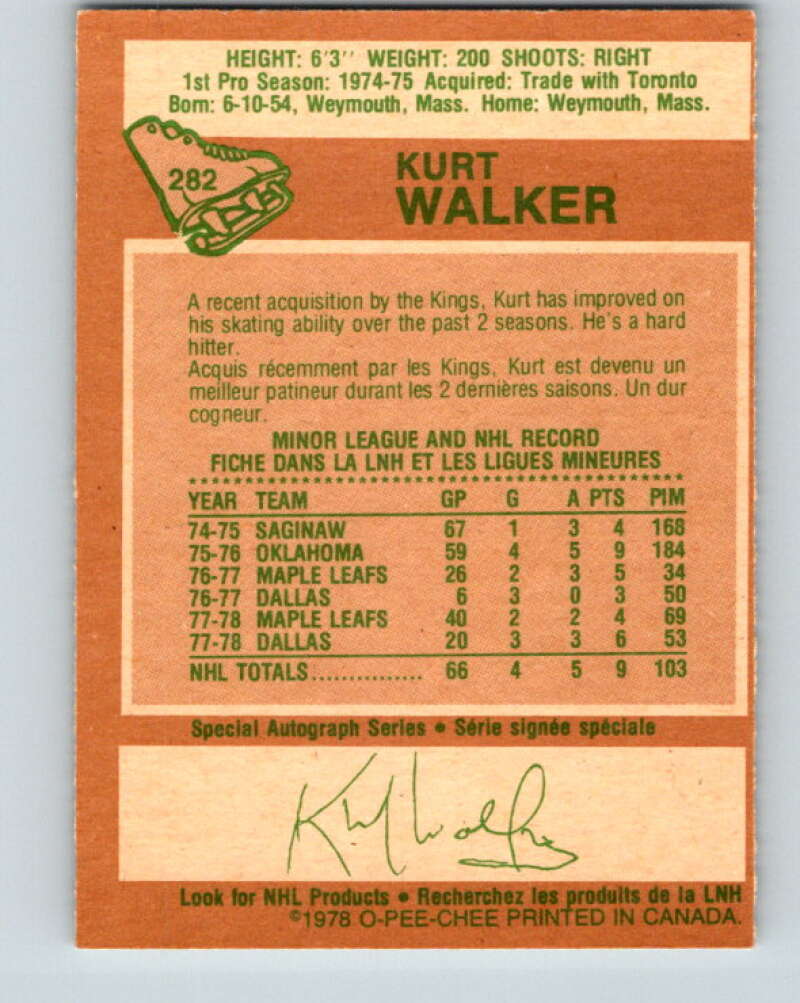 HEIGHT: 6'3'' WEIGHT: 200 SHOOTS: RIGHT
1st Pro Season: 1974-75 Acquired: Trade with Toronto
Born: 6-10-54, Weymouth, Mass. Home: Weymouth, Mass.
282
KURT
WALKER
A recent acquisition by the Kings, Kurt has improved on
his skating ability over the past 2 seasons. He's a hard
hitter.
Acquis récemment par les Kings, Kurt est devenu un
meilleur patineur durant les 2 dernières saisons. Un dur
cogneur.
MINOR LEAGUE AND NHL RECORD
FICHE DANS LA LNH ET LES LIGUES MINEURES
YEAR TEAM GP G A PTS PIM
74-75 SAGINAW 67 1 3 4 168
75-76 OKLAHOMA 59 4 5 9 184
76-77 MAPLE LEAFS 26 2 3 5 34
76-77 DALLAS 6 3 0 3 50
77-78 MAPLE LEAFS 40 2 2 4 69
77-78 DALLAS 20 3 3 6 53
NHL TOTALS............... 66 4 5 9 103
Special Autograph Series • Série signée spéciale
Kurt Walker
Look for NHL Products • Recherchez les produits de la LNH
©1978 O-PEE-CHEE PRINTED IN CANADA.